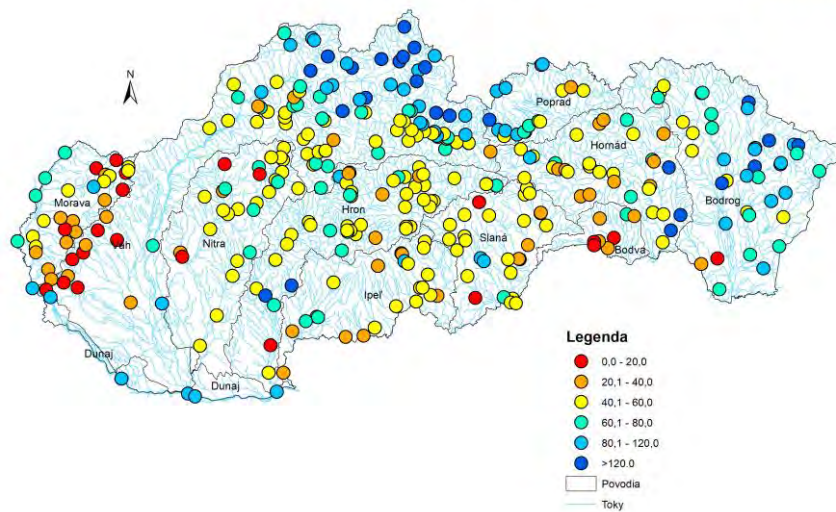 N
Poprad
Hornád
Morava
Bodrog
Hron
Váh
Nitra
Slaná
Bodva
Ipeľ
Dunaj
Dunaj
Legenda
0,0 - 20,0
20,1 - 40,0
40,1 - 60,0
60,1 - 80,0
80,1 - 120,0
>120.0
Povodia
Toky